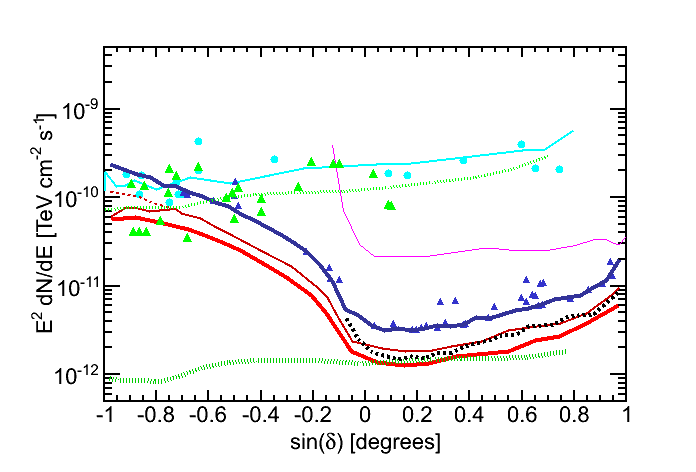 E² dN/dE [TeV cm⁻² s⁻¹]
10⁻⁹
10⁻¹⁰
10⁻¹¹
10⁻¹²
-1 -0.8 -0.6 -0.4 -0.2 0 0.2 0.4 0.6 0.8 1
sin(δ) [degrees]